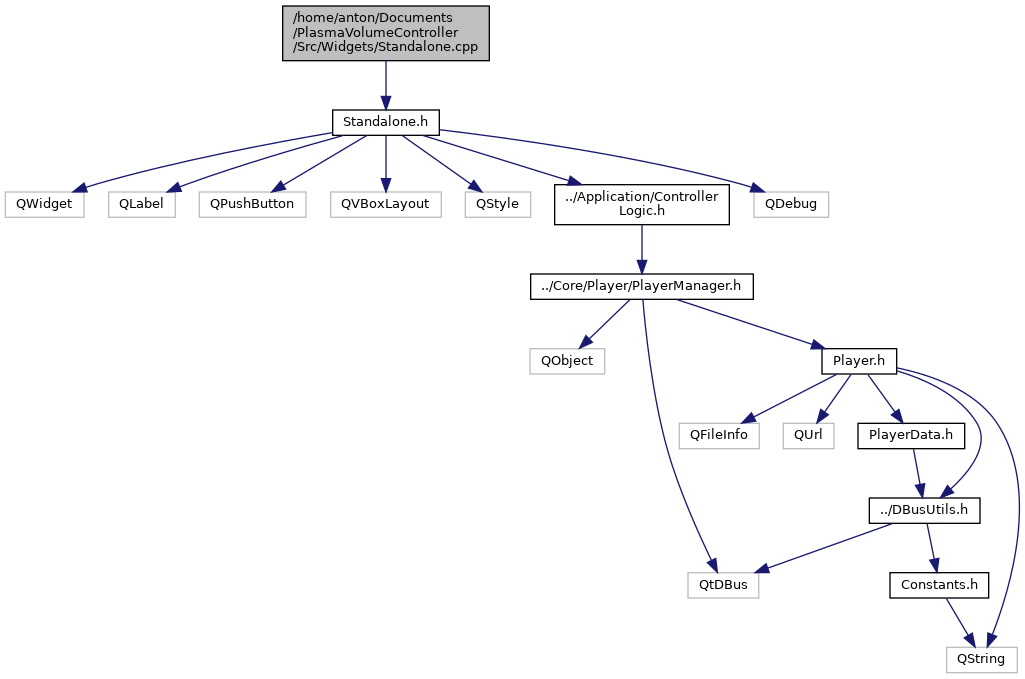 /home/anton/Documents
/PlasmaVolumeController
/Src/Widgets/Standalone.cpp
Standalone.h
QWidget
QLabel
QPushButton
QVBoxLayout
QStyle
../Application/Controller
Logic.h
QDebug
../Core/Player/PlayerManager.h
QObject
Player.h
QFileInfo
QUrl
PlayerData.h
../DBusUtils.h
QtDBus
Constants.h
QString